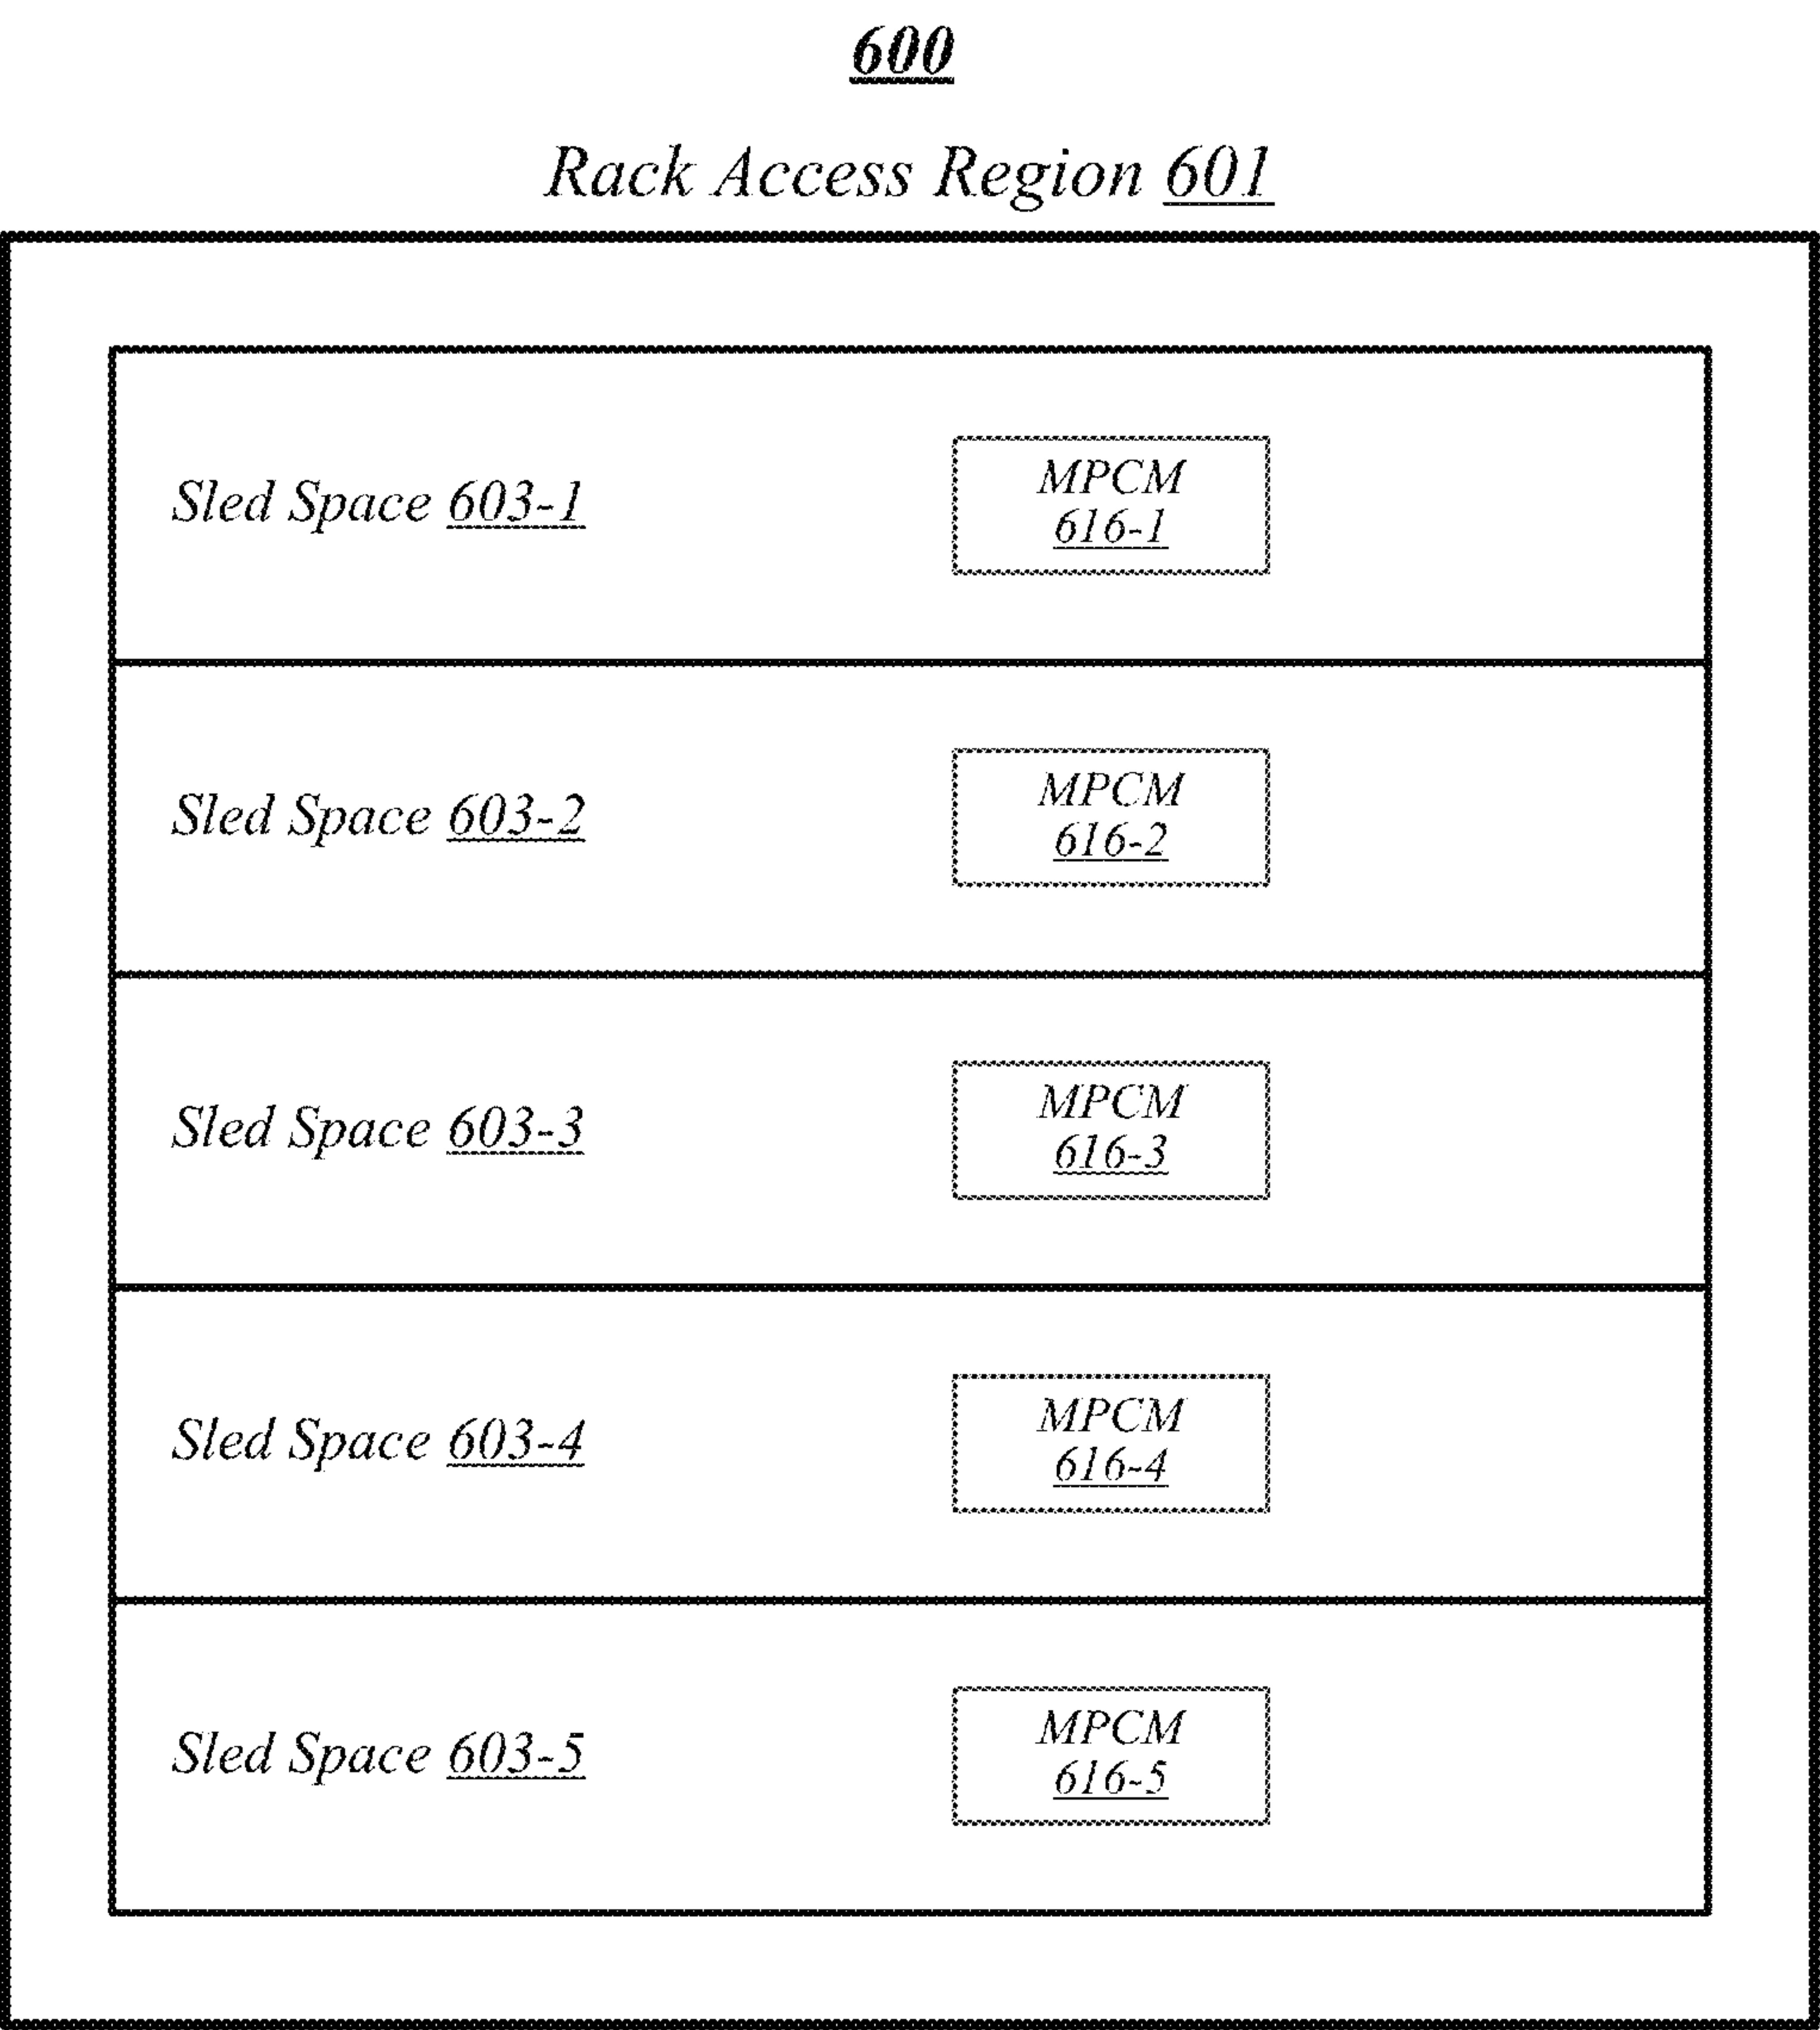 600
Rack Access Region 601
Sled Space 603-1
MPCM
616-1
Sled Space 603-2
MPCM
616-2
Sled Space 603-3
MPCM
616-3
Sled Space 603-4
MPCM
616-4
Sled Space 603-5
MPCM
616-5